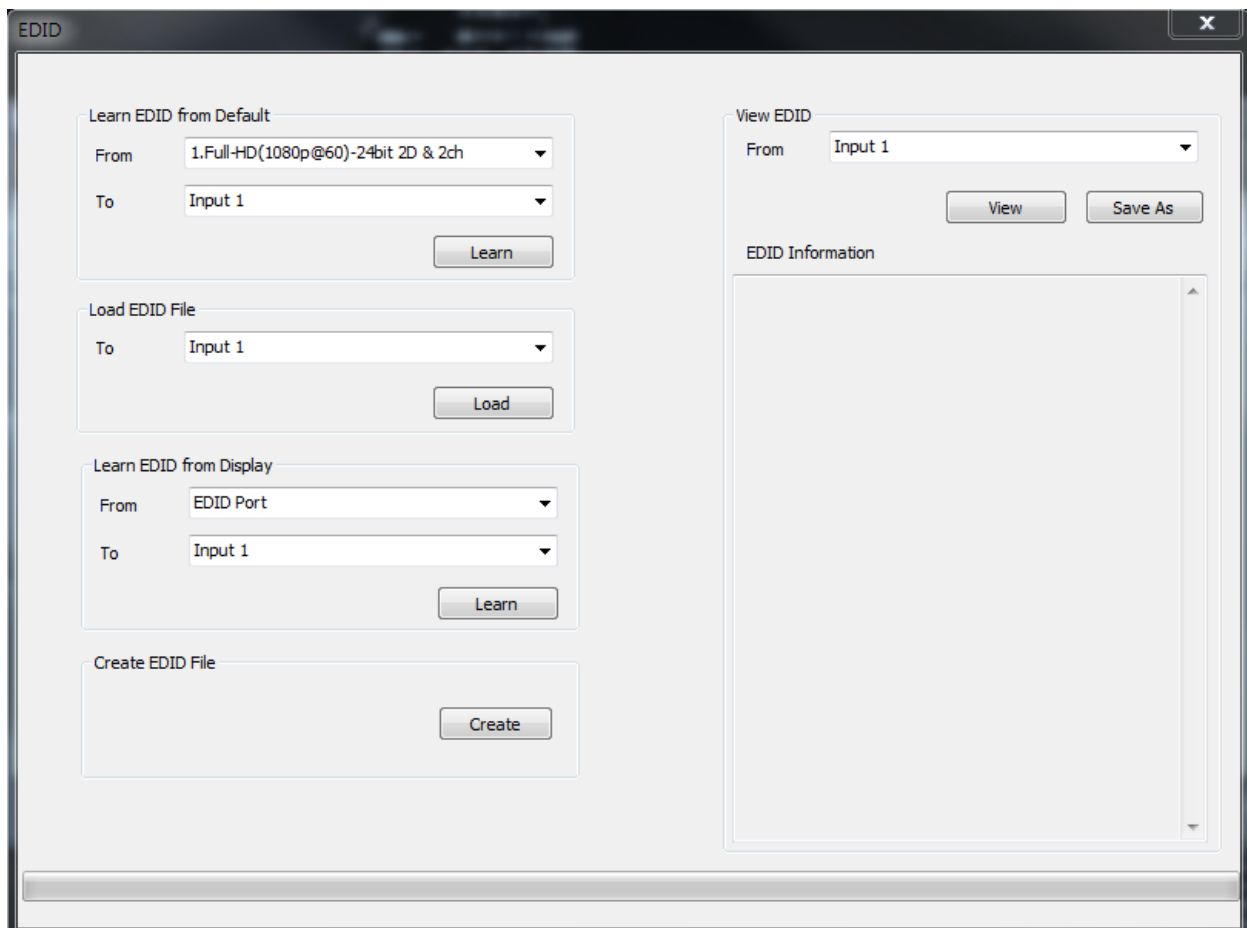 EDID
x
Learn EDID from Default
From 1.Full-HD(1080p@60)-24bit 2D & 2ch
To Input 1
Learn
Load EDID File
To Input 1
Load
Learn EDID from Display
From EDID Port
To Input 1
Learn
Create EDID File
Create
View EDID
From Input 1
View Save As
EDID Information